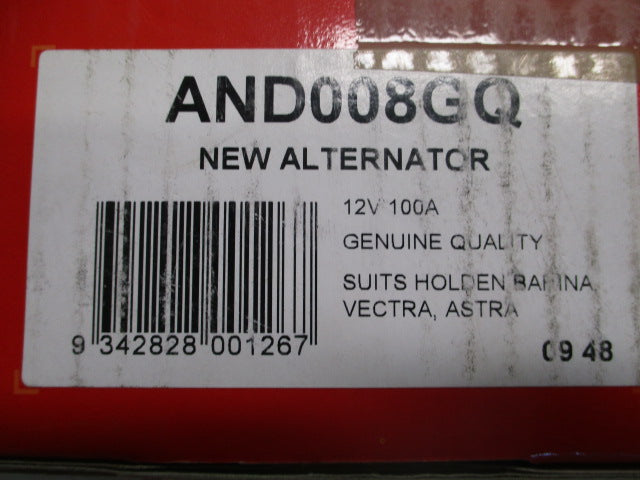 AND008GQ
NEW ALTERNATOR
12V 100A
GENUINE QUALITY
SUITS HOLDEN BARINA,
VECTRA, ASTRA
9 342828 001267
09 48